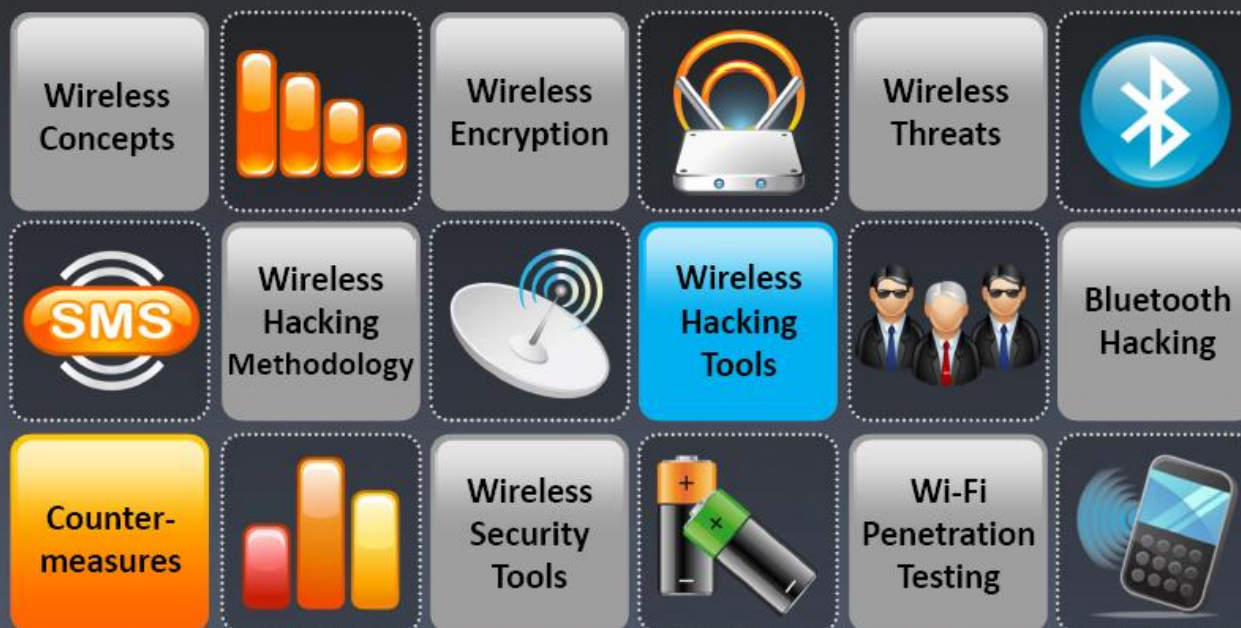 Wireless
Concepts
Wireless
Encryption
Wireless
Threats
SMS
Wireless
Hacking
Methodology
Wireless
Hacking
Tools
Bluetooth
Hacking
Counter-
measures
Wireless
Security
Tools
+
+
-
-
Wi-Fi
Penetration
Testing